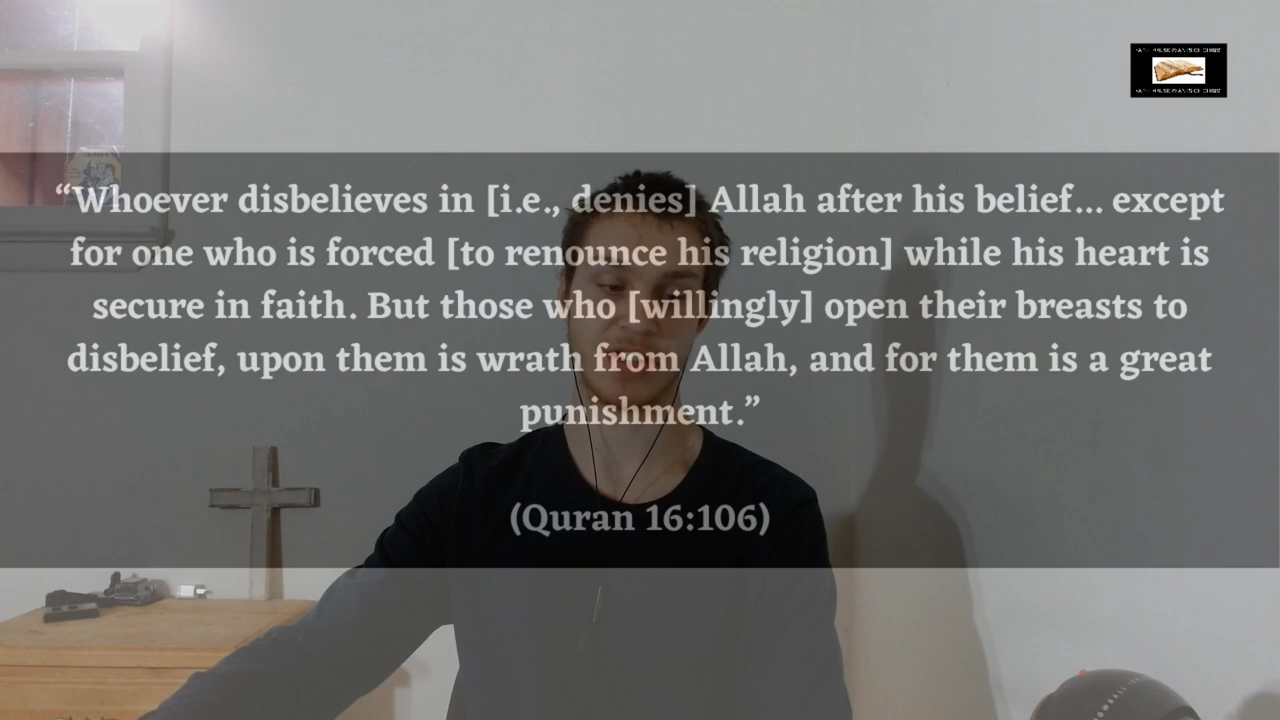 “Whoever disbelieves in [i.e., denies] Allah after his belief... except
for one who is forced [to renounce his religion] while his heart is
secure in faith. But those who [willingly] open their breasts to
disbelief, upon them is wrath from Allah, and for them is a great
punishment.”
(Quran 16:106)